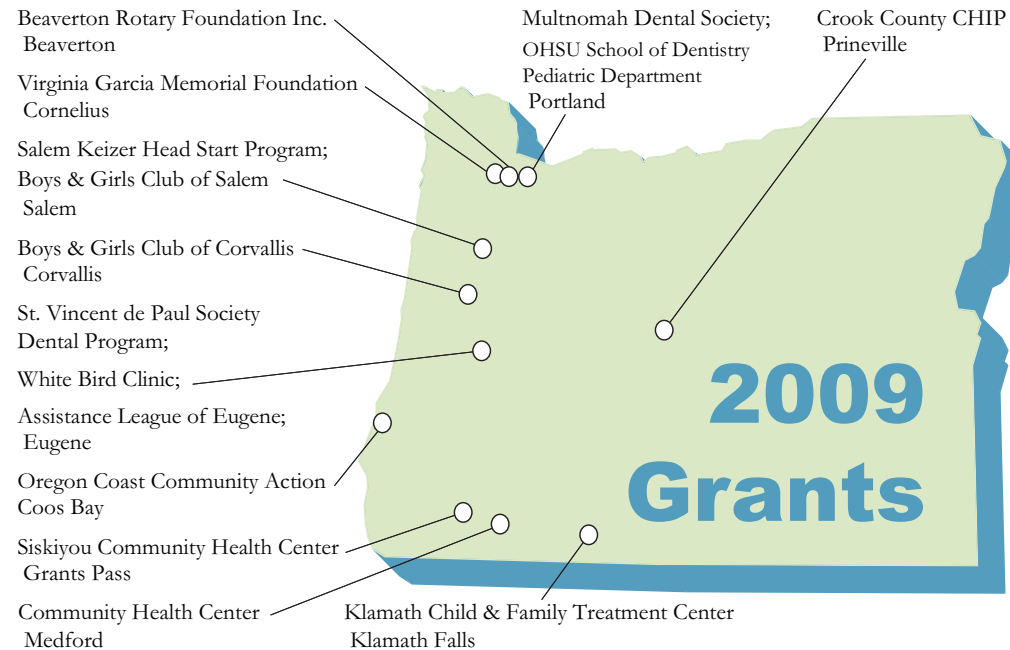 Beaverton Rotary Foundation Inc.
Beaverton
Virginia Garcia Memorial Foundation
Cornelius
Salem Keizer Head Start Program;
Boys & Girls Club of Salem
Salem
Boys & Girls Club of Corvallis
Corvallis
St. Vincent de Paul Society
Dental Program;
White Bird Clinic;
Assistance League of Eugene;
Eugene
Oregon Coast Community Action
Coos Bay
Siskiyou Community Health Center
Grants Pass
Community Health Center
Medford
Multnomah Dental Society;
OHSU School of Dentistry
Pediatric Department
Portland
Crook County CHIP
Prineville
2009
Grants
Klamath Child & Family Treatment Center
Klamath Falls